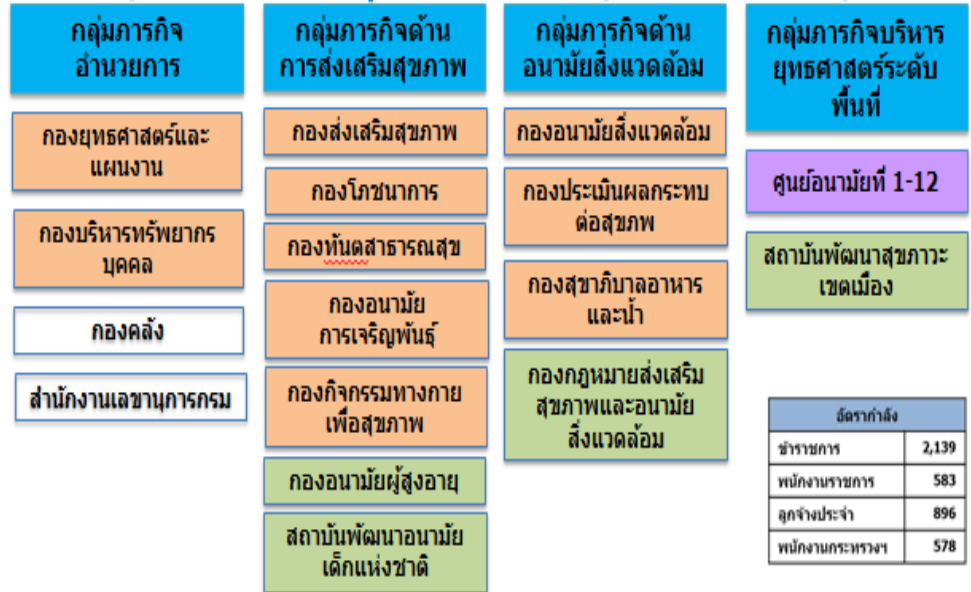 กลุ่มภารกิจ
อำนวยการ
กองยุทธศาสตร์และ
แผนงาน
กองบริหารทรัพยากร
บุคคล
กองคลัง
สำนักงานเลขานุการกรม
กลุ่มภารกิจด้าน
การส่งเสริมสุขภาพ
กองส่งเสริมสุขภาพ
กองโภชนาการ
กองทันตสาธารณสุข
กองอนามัย
การเจริญพันธุ์
กองกิจกรรมทางกาย
เพื่อสุขภาพ
กองอนามัยผู้สูงอายุ
สถาบันพัฒนาอนามัย
เด็กแห่งชาติ
กลุ่มภารกิจด้าน
อนามัยสิ่งแวดล้อม
กองอนามัยสิ่งแวดล้อม
กองประเมินผลกระทบ
ต่อสุขภพ
กองสุขาภิบาลอาหาร
และน้ำ
กองกฎหมายส่งเสริม
สุขภาพและอนามัย
สิ่งแวดล้อม
กลุ่มภารกิจบริหาร
ยุทธศาสตร์ระดับ
พื้นที่
ศูนย์อนามัยที่ 1-12
สถาบันพัฒนาสุขภาวะ
เขตเมือง
อัตรากำลัง
ข้าราชการ 2,139
พนักงานราชการ 583
ลูกจ้างประจำ 896
พนักงานกระทรวงฯ 578